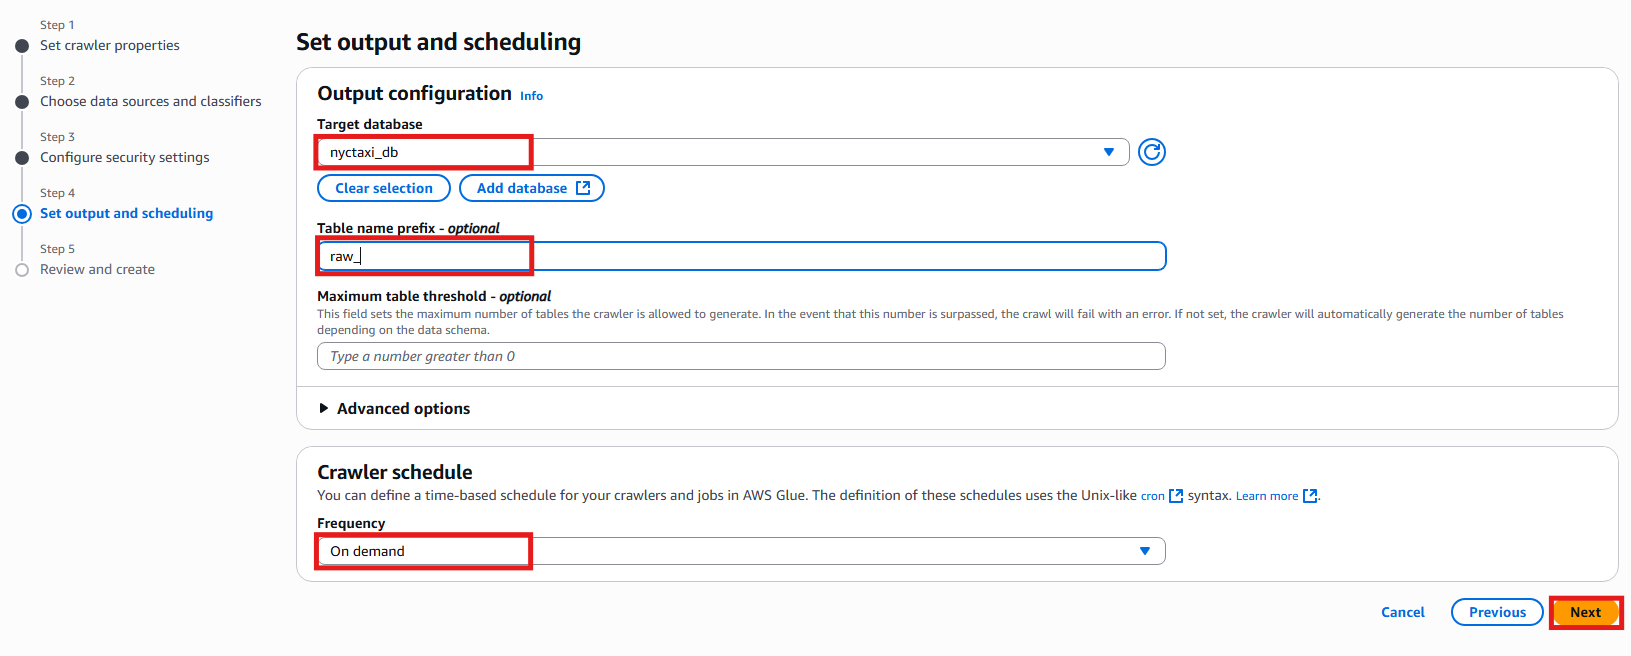 Step 1
Set crawler properties
Step 2
Choose data sources and classifiers
Step 3
Configure security settings
Step 4
Set output and scheduling
Step 5
Review and create
Set output and scheduling
Output configuration Info
Target database
nyctaxi_db
Clear selection Add database
Table name prefix - optional
raw_
Maximum table threshold - optional
This field sets the maximum number of tables the crawler is allowed to generate. In the event that this number is surpassed, the crawl will fail with an error. If not set, the crawler will automatically generate the number of tables
depending on the data schema.
Type a number greater than 0
Advanced options
Crawler schedule
You can define a time-based schedule for your crawlers and jobs in AWS Glue. The definition of these schedules uses the Unix-like cron syntax. Learn more .
Frequency
On demand
Cancel Previous Next